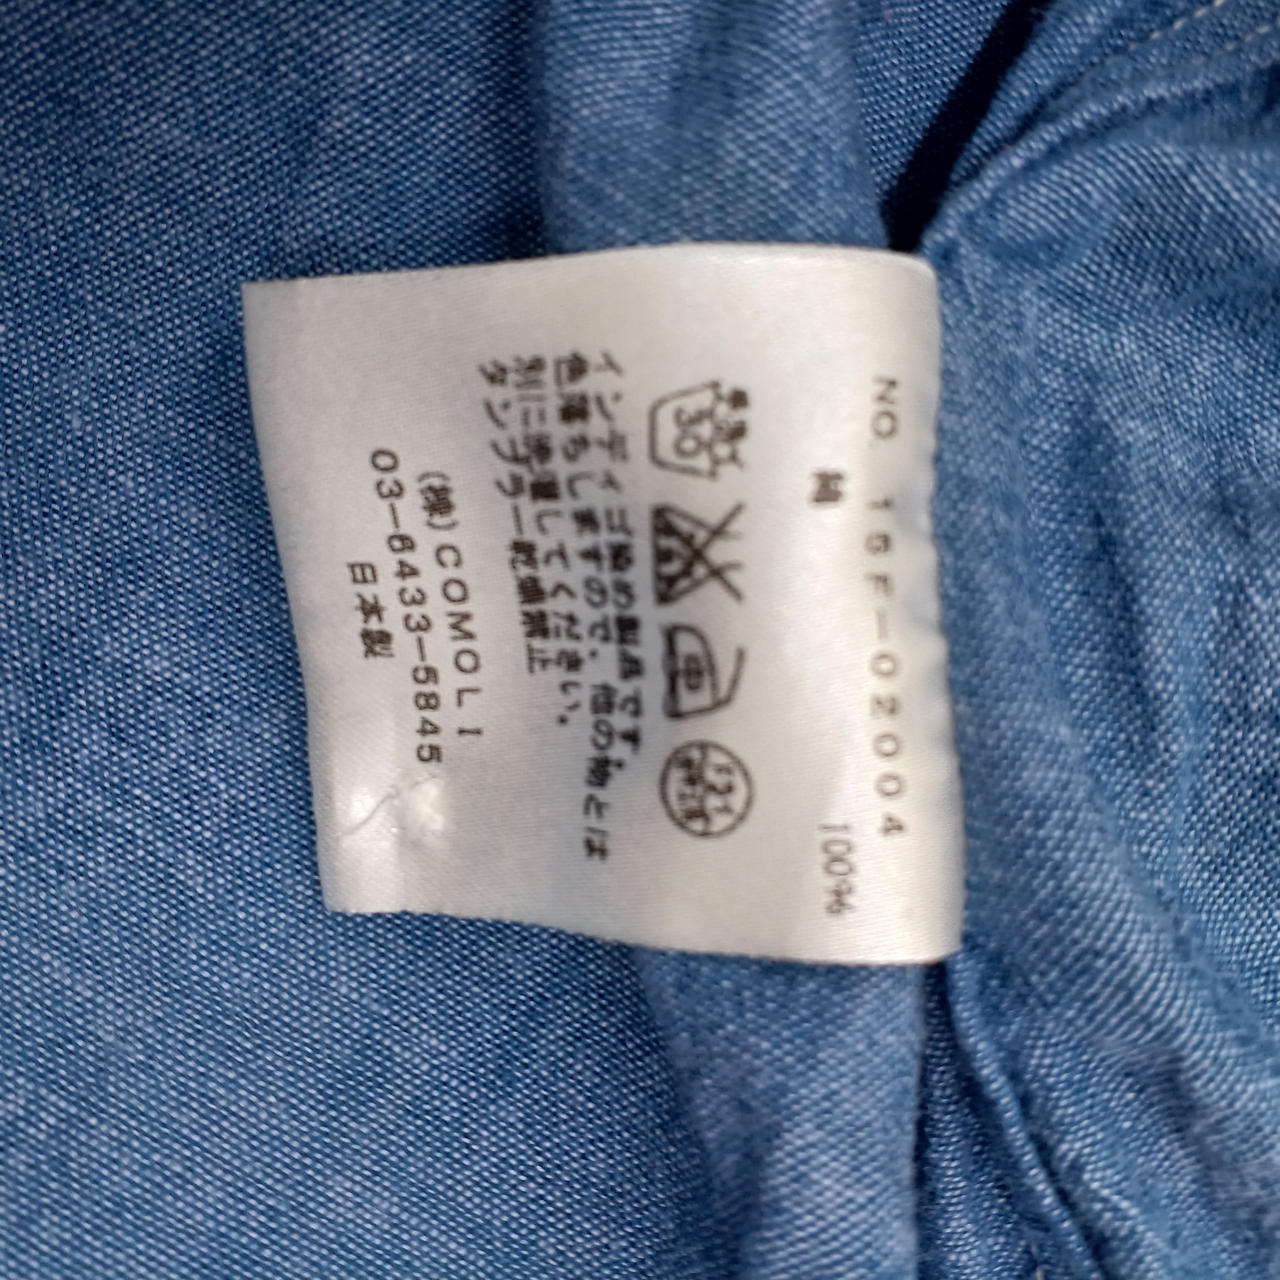 NO. 16F-02004
綿 100%
30
インディゴ染め製品です。
色落ちしますので、他の物とは
別に洗濯してください。
タンブラー乾燥禁止
(株)COMOLI
03-6433-5845
日本製